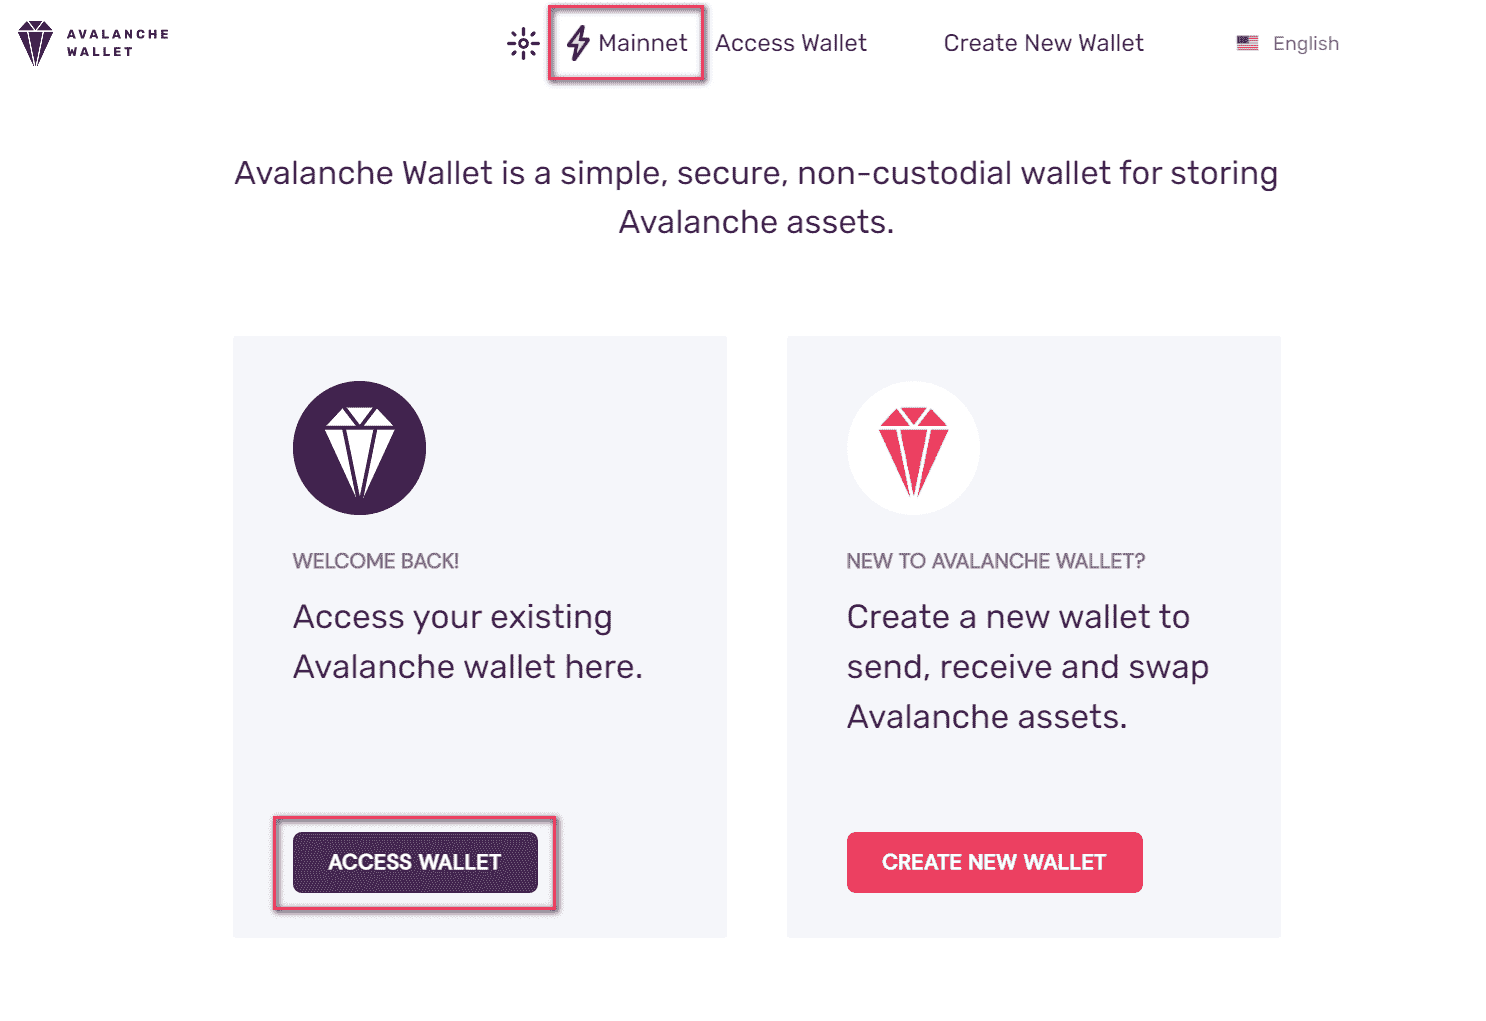 AVALANCHE
WALLET
Mainnet
Access Wallet
Create New Wallet
English
Avalanche Wallet is a simple, secure, non-custodial wallet for storing
Avalanche assets.
WELCOME BACK!
Access your existing
Avalanche wallet here.
ACCESS WALLET
NEW TO AVALANCHE WALLET?
Create a new wallet to
send, receive and swap
Avalanche assets.
CREATE NEW WALLET